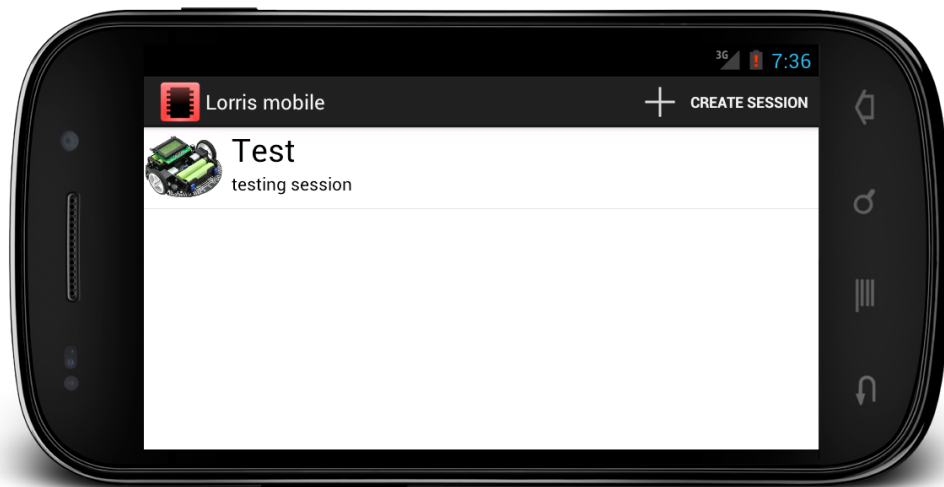 3G 7:36
Lorris mobile CREATE SESSION
Test
testing session